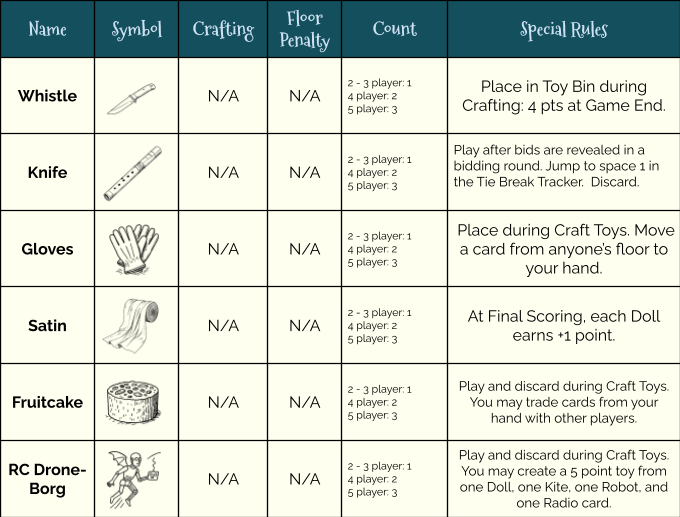 Name Symbol Crafting Floor Penalty Count Special Rules
Whistle N/A N/A
2 - 3 player: 1
4 player: 2
5 player: 3
Place in Toy Bin during
Crafting: 4 pts at Game End.
Knife N/A N/A
2 - 3 player: 1
4 player: 2
5 player: 3
Play after bids are revealed in a
bidding round. Jump to space 1 in
the Tie Break Tracker. Discard.
Gloves N/A N/A
2 - 3 player: 1
4 player: 2
5 player: 3
Place during Craft Toys. Move
a card from anyone's floor to
your hand.
Satin N/A N/A
2 - 3 player: 1
4 player: 2
5 player: 3
At Final Scoring, each Doll
earns +1 point.
Fruitcake N/A N/A
2 - 3 player: 1
4 player: 2
5 player: 3
Play and discard during Craft Toys.
You may trade cards from your
hand with other players.
RC Drone-
Borg
N/A N/A
2 - 3 player: 1
4 player: 2
5 player: 3
Play and discard during Craft Toys.
You may create a 5 point toy from
one Doll, one Kite, one Robot, and
one Radio card.